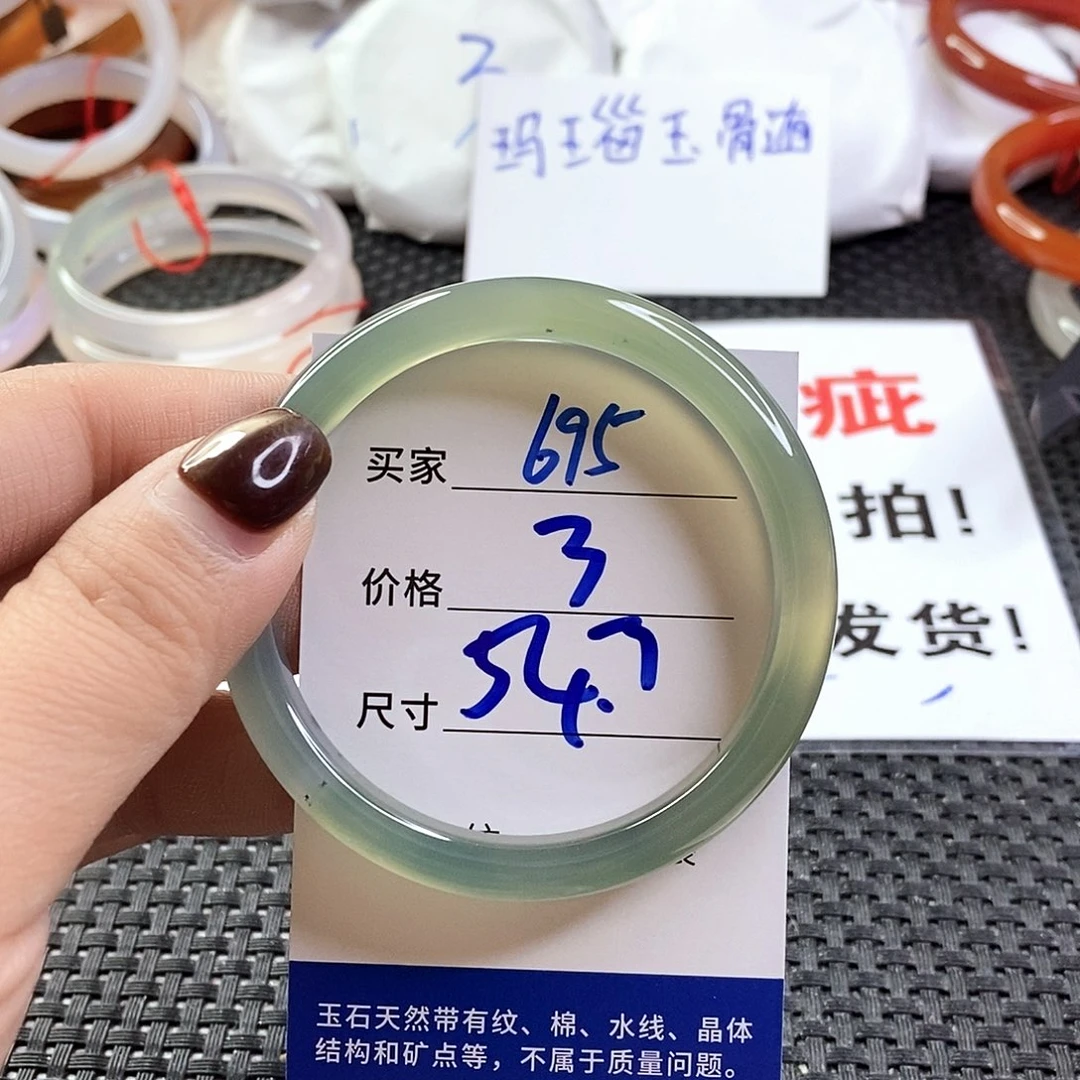 2
玛瑙玉骨髓
疵
拍!
发货!
买家 695
价格 3
尺寸 54.7
玉石天然带有纹、棉、水线、晶体
结构和矿点等，不属于质量问题。